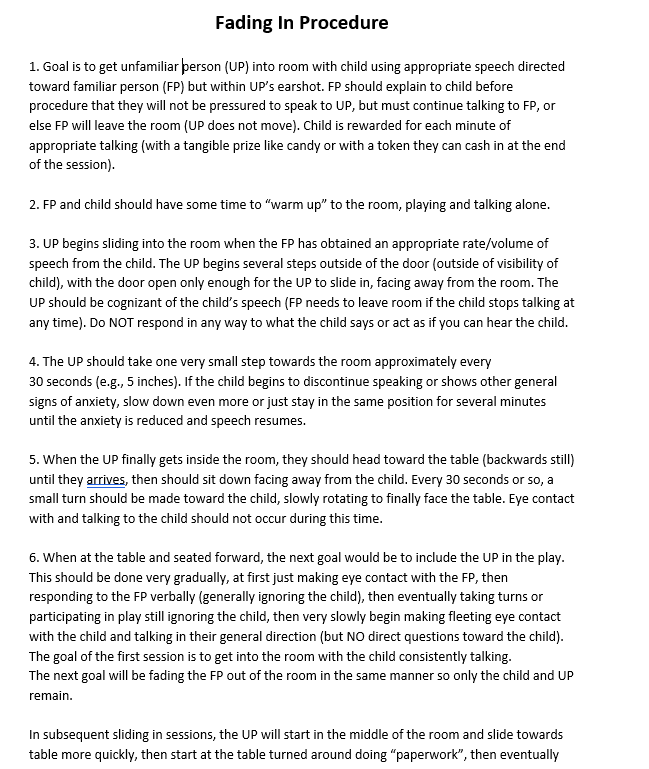 Fading In Procedure
1. Goal is to get unfamiliar person (UP) into room with child using appropriate speech directed
toward familiar person (FP) but within UP’s earshot. FP should explain to child before
procedure that they will not be pressured to speak to UP, but must continue talking to FP, or
else FP will leave the room (UP does not move). Child is rewarded for each minute of
appropriate talking (with a tangible prize like candy or with a token they can cash in at the end
of the session).
2. FP and child should have some time to “warm up” to the room, playing and talking alone.
3. UP begins sliding into the room when the FP has obtained an appropriate rate/volume of
speech from the child. The UP begins several steps outside of the door (outside of visibility of
child), with the door open only enough for the UP to slide in, facing away from the room. The
UP should be cognizant of the child’s speech (FP needs to leave room if the child stops talking at
any time). Do NOT respond in any way to what the child says or act as if you can hear the child.
4. The UP should take one very small step towards the room approximately every
30 seconds (e.g., 5 inches). If the child begins to discontinue speaking or shows other general
signs of anxiety, slow down even more or just stay in the same position for several minutes
until the anxiety is reduced and speech resumes.
5. When the UP finally gets inside the room, they should head toward the table (backwards still)
until they arrives, then should sit down facing away from the child. Every 30 seconds or so, a
small turn should be made toward the child, slowly rotating to finally face the table. Eye contact
with and talking to the child should not occur during this time.
6. When at the table and seated forward, the next goal would be to include the UP in the play.
This should be done very gradually, at first just making eye contact with the FP, then
responding to the FP verbally (generally ignoring the child), then eventually taking turns or
participating in play still ignoring the child, then very slowly begin making fleeting eye contact
with the child and talking in their general direction (but NO direct questions toward the child).
The goal of the first session is to get into the room with the child consistently talking.
The next goal will be fading the FP out of the room in the same manner so only the child and UP
remain.
In subsequent sliding in sessions, the UP will start in the middle of the room and slide towards
table more quickly, then start at the table turned around doing “paperwork”, then eventually